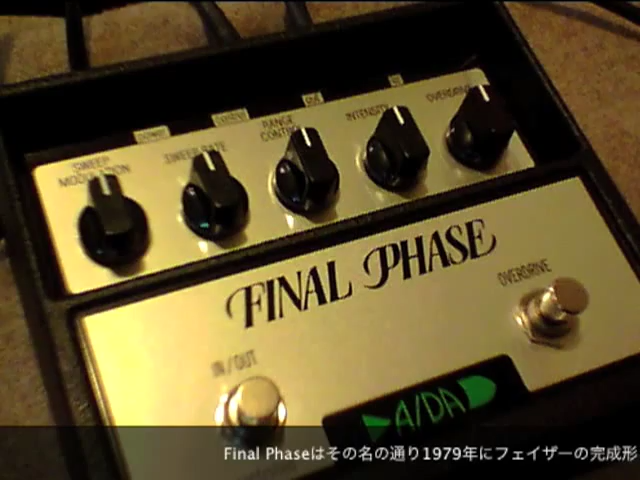 SWEEP
MODULATION
SWEEP RATE
RANGE
CONTROL
INTENSITY
OVERDRIVE
FINAL PHASE
OVERDRIVE
IN/OUT
A/DA
Final Phaseはその名の通り1979年にフェイザーの完成形